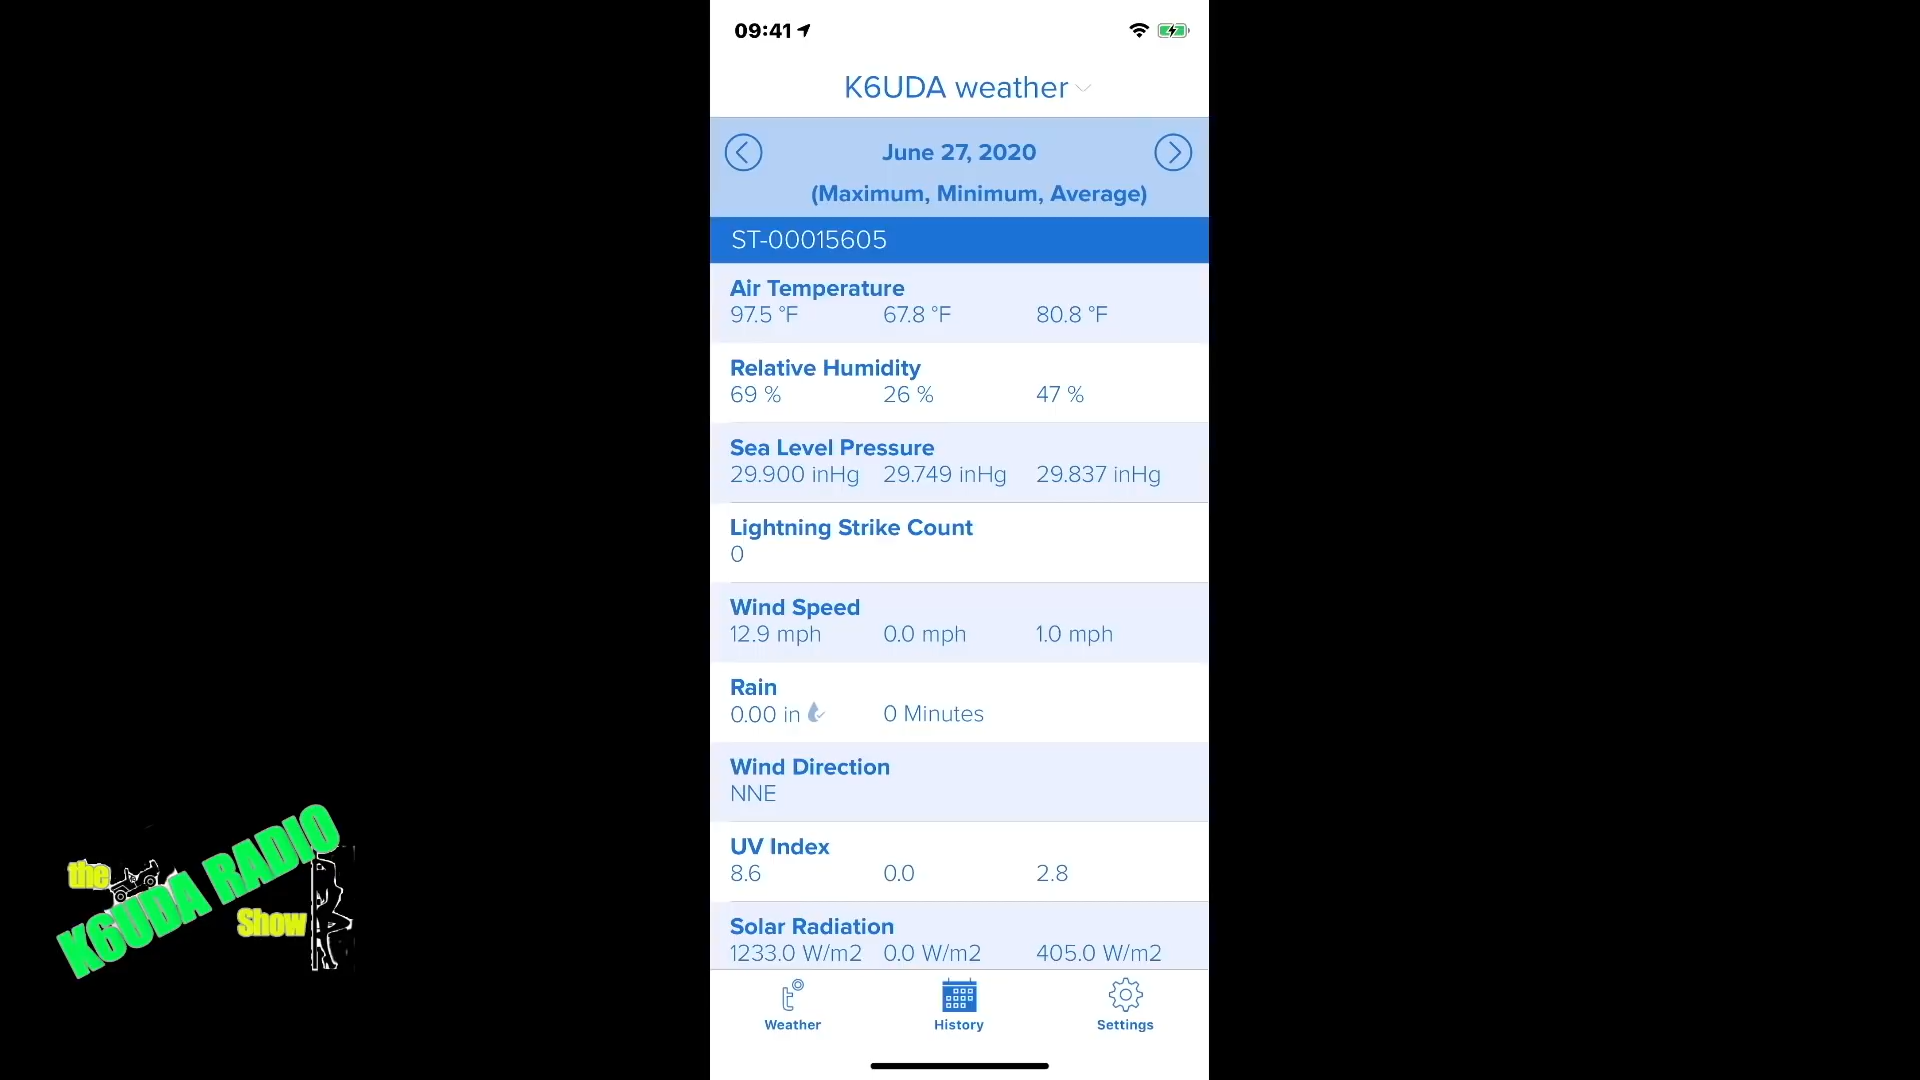 09:41
K6UDA weather
June 27, 2020
(Maximum, Minimum, Average)
ST-00015605
Air Temperature
97.5 °F 67.8 °F 80.8 °F
Relative Humidity
69 % 26 % 47 %
Sea Level Pressure
29.900 inHg 29.749 inHg 29.837 inHg
Lightning Strike Count
0
Wind Speed
12.9 mph 0.0 mph 1.0 mph
Rain
0.00 in 0 Minutes
Wind Direction
NNE
UV Index
8.6 0.0 2.8
Solar Radiation
1233.0 W/m2 0.0 W/m2 405.0 W/m2
Weather History Settings
the
K6UDA RADIO
Show